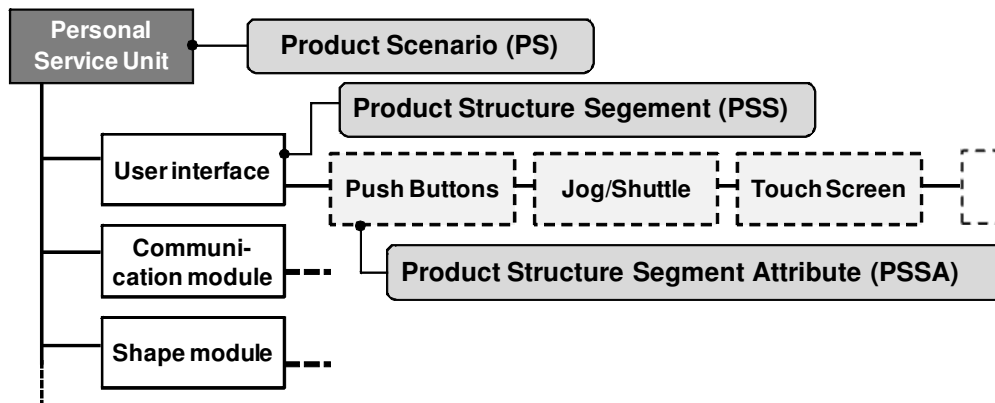 Personal
Service Unit
Product Scenario (PS)
Product Structure Segement (PSS)
User interface
Push Buttons
Jog/Shuttle
Touch Screen
Communi-
cation module
Product Structure Segment Attribute (PSSA)
Shape module